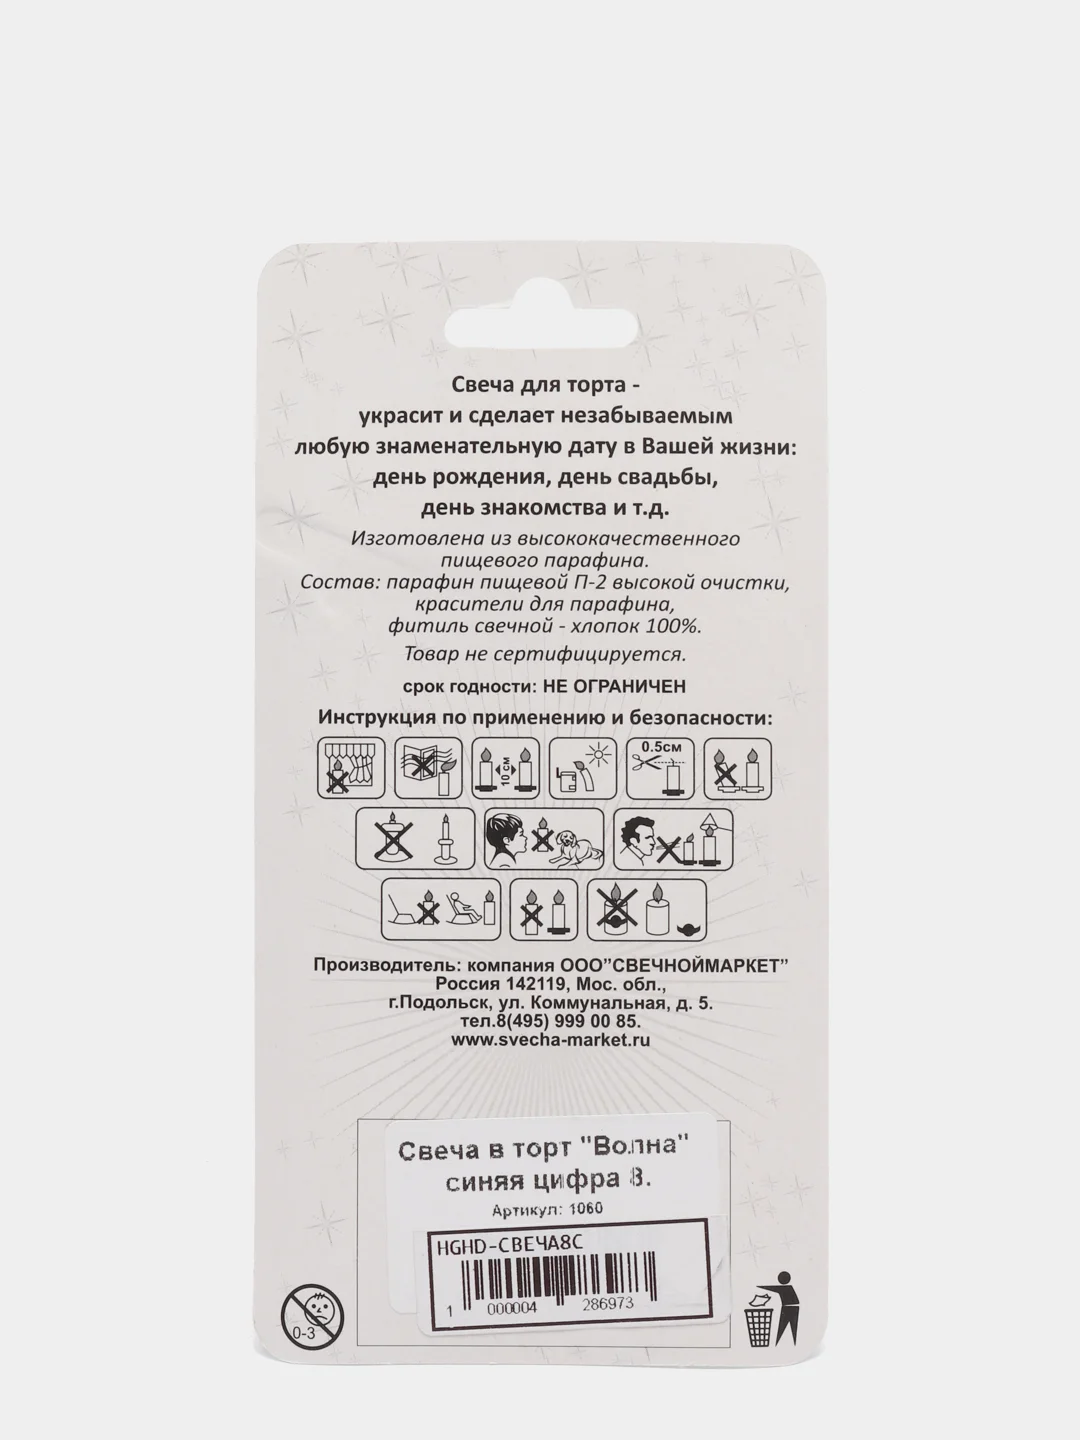 Свеча для торта -
украсит и сделает незабываемым
любую знаменательную дату в Вашей жизни:
день рождения, день свадьбы,
день знакомства и т.д.
Изготовлена из высококачественного
пищевого парафина.
Состав: парафин пищевой П-2 высокой очистки,
красители для парафина,
фитиль свечной - хлопок 100%.
Товар не сертифицируется.
срок годности: НЕ ОГРАНИЧЕН
Инструкция по применению и безопасности:
10 см
0.5см
Производитель: компания ООО"СВЕЧНОЙМАРКЕТ"
Россия 142119, Мос. обл.,
г.Подольск, ул. Коммунальная, д. 5.
тел.8(495) 999 00 85.
www.svecha-market.ru
Свеча в торт "Волна"
синяя цифра 8.
Артикул: 1060
HGHD-СВЕЧА8С
1 000004 286973
0-3